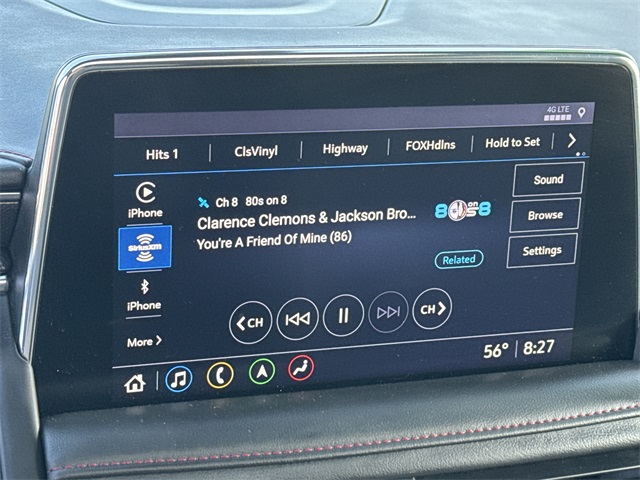 4G LTE
Hits 1
ClsVinyl
Highway
FOXHdlns
Hold to Set
iPhone
SiriusXM
iPhone
More
Ch 8 80s on 8
Clarence Clemons & Jackson Bro...
You're A Friend Of Mine (86)
80s on 8
Related
Sound
Browse
Settings
CH
CH
56° 8:27